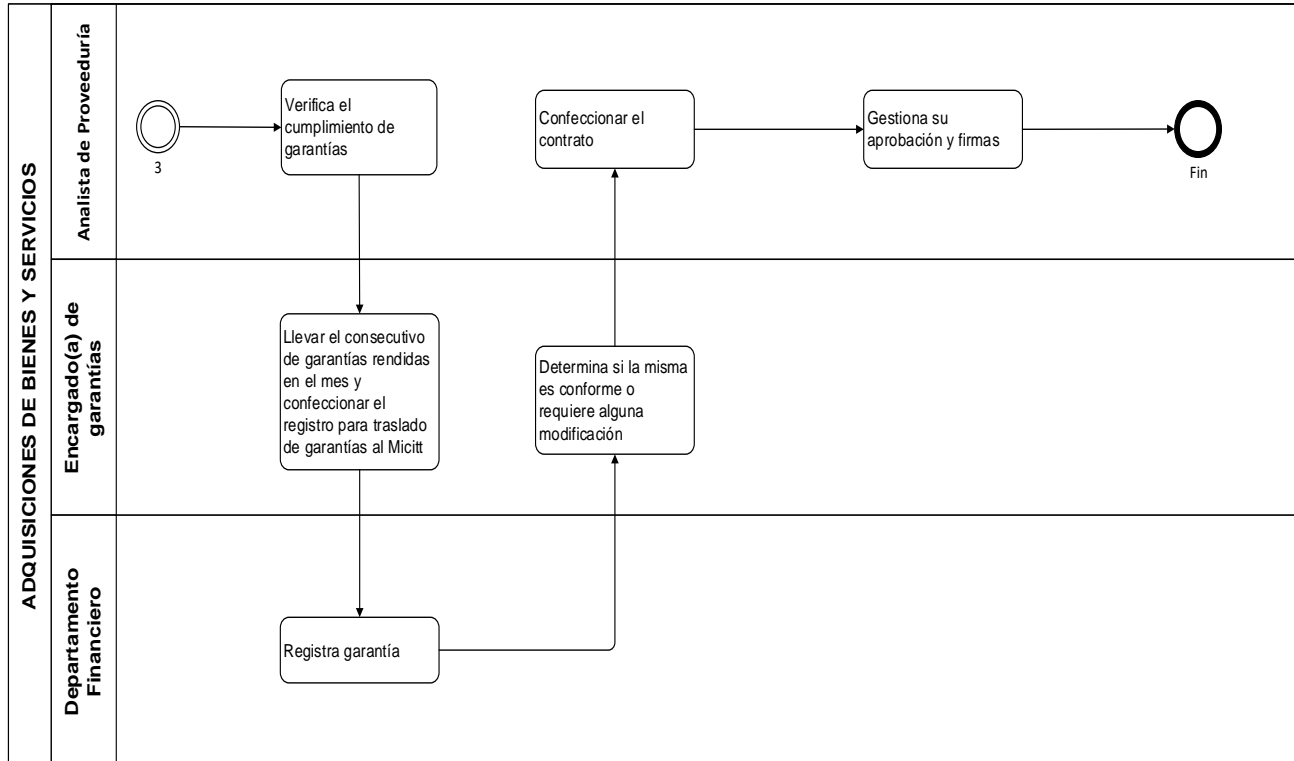 ADQUISICIONES DE BIENES Y SERVICIOS
Analista de Proveeduría
3
Verifica el
cumplimiento de
garantías
Confeccionar el
contrato
Gestiona su
aprobación y firmas
Fin
Encargado(a) de
garantías
Llevar el consecutivo
de garantías rendidas
en el mes y
confeccionar el
registro para traslado
de garantías al Micitt
Determina si la misma
es conforme o
requiere alguna
modificación
Departamento
Financiero
Registra garantía